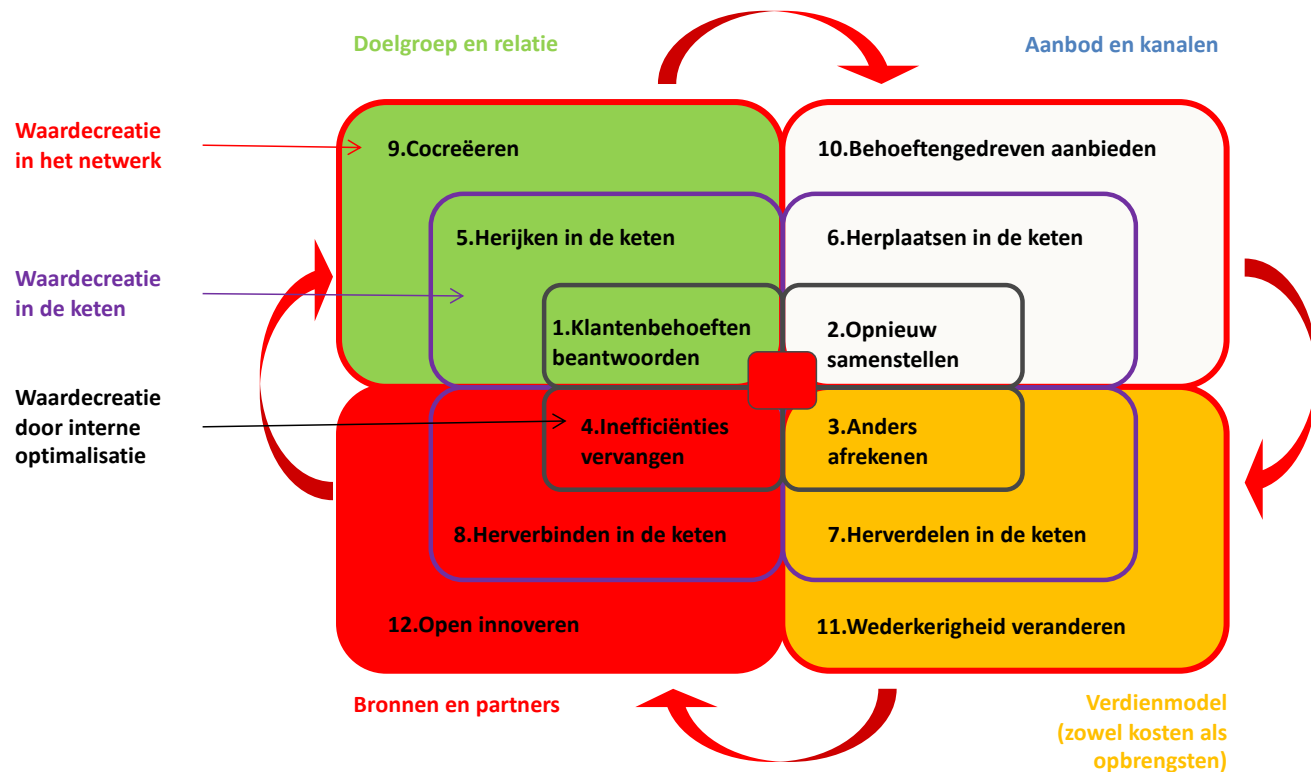 Doelgroep en relatie
Aanbod en kanalen
Waardecreatie
in het netwerk
9.Cocreëeren
10.Behoeftengedreven aanbieden
5.Herijken in de keten
6.Herplaatsen in de keten
Waardecreatie
in de keten
1.Klantenbehoeften
beantwoorden
2.Opnieuw
samenstellen
Waardecreatie
door interne
optimalisatie
4.Inefficiënties
vervangen
3.Anders
afrekenen
8.Herverbinden in de keten
7.Herverdelen in de keten
12.Open innoveren
11.Wederkerigheid veranderen
Bronnen en partners
Verdienmodel
(zowel kosten als
opbrengsten)